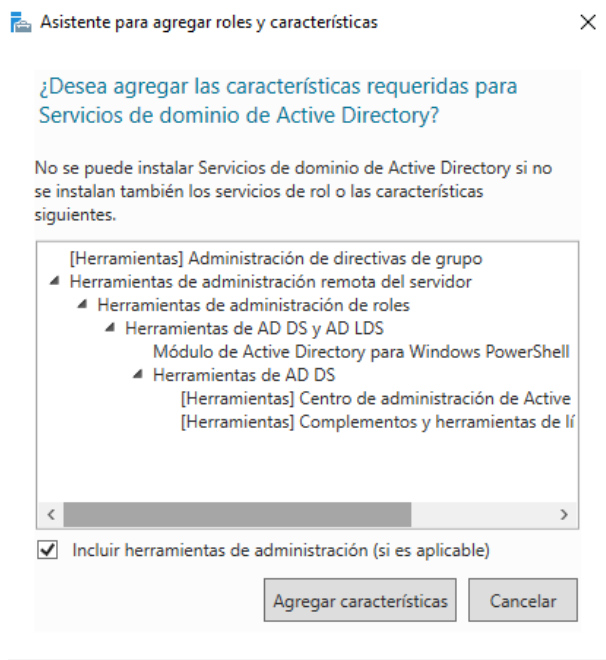 Asistente para agregar roles y características
¿Desea agregar las características requeridas para
Servicios de dominio de Active Directory?
No se puede instalar Servicios de dominio de Active Directory si no
se instalan también los servicios de rol o las características
siguientes.
[Herramientas] Administración de directivas de grupo
Herramientas de administración remota del servidor
Herramientas de administración de roles
Herramientas de AD DS y AD LDS
Módulo de Active Directory para Windows PowerShell
Herramientas de AD DS
[Herramientas] Centro de administración de Active
[Herramientas] Complementos y herramientas de lí
Incluir herramientas de administración (si es aplicable)
Agregar características Cancelar